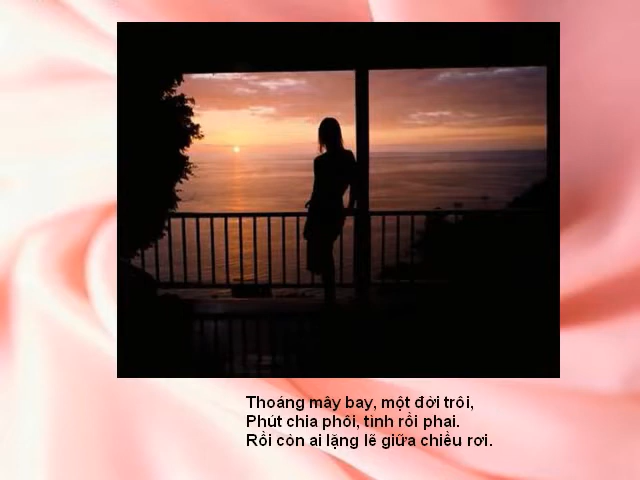 Thoáng mây bay, một đời trôi,
Phút chia phôi, tình rồi phai.
Rồi còn ai lặng lẽ giữa chiều rơi.